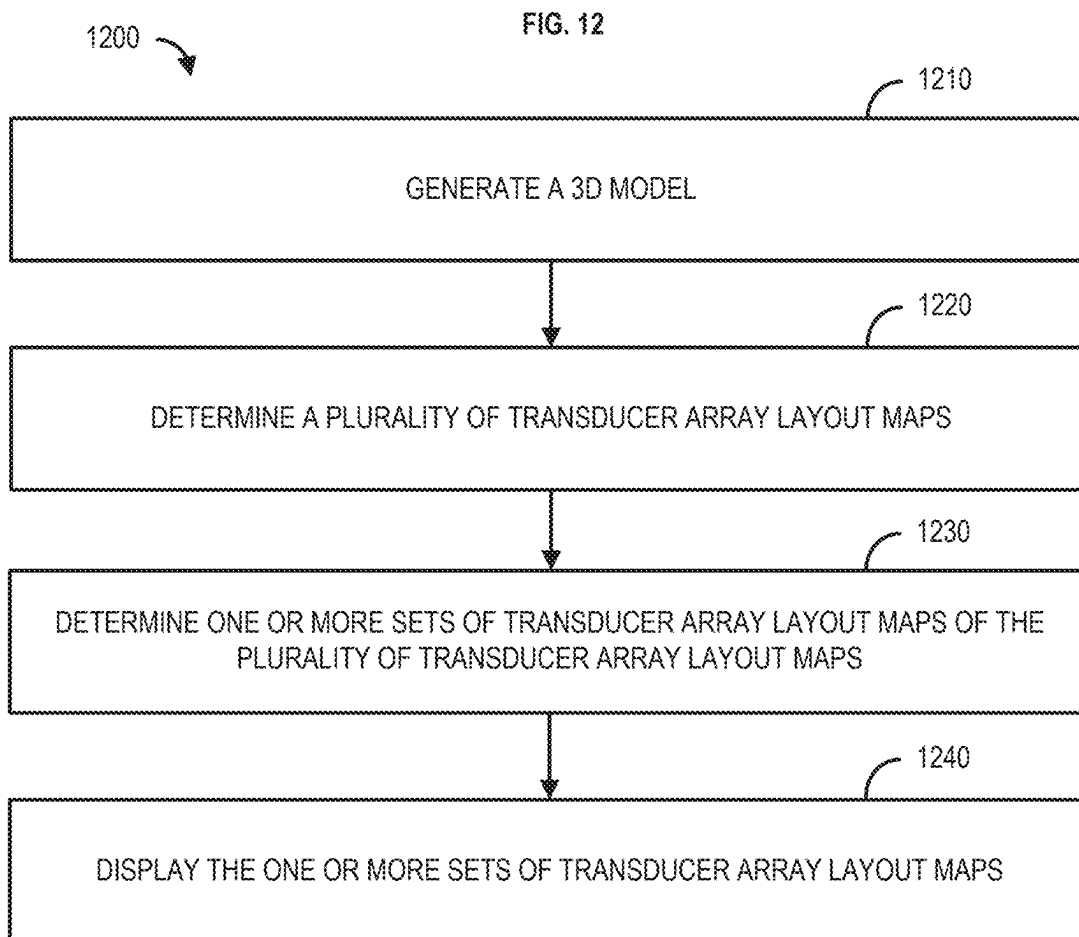 FIG. 12
1200
1210
GENERATE A 3D MODEL
1220
DETERMINE A PLURALITY OF TRANSDUCER ARRAY LAYOUT MAPS
1230
DETERMINE ONE OR MORE SETS OF TRANSDUCER ARRAY LAYOUT MAPS OF THE
PLURALITY OF TRANSDUCER ARRAY LAYOUT MAPS
1240
DISPLAY THE ONE OR MORE SETS OF TRANSDUCER ARRAY LAYOUT MAPS